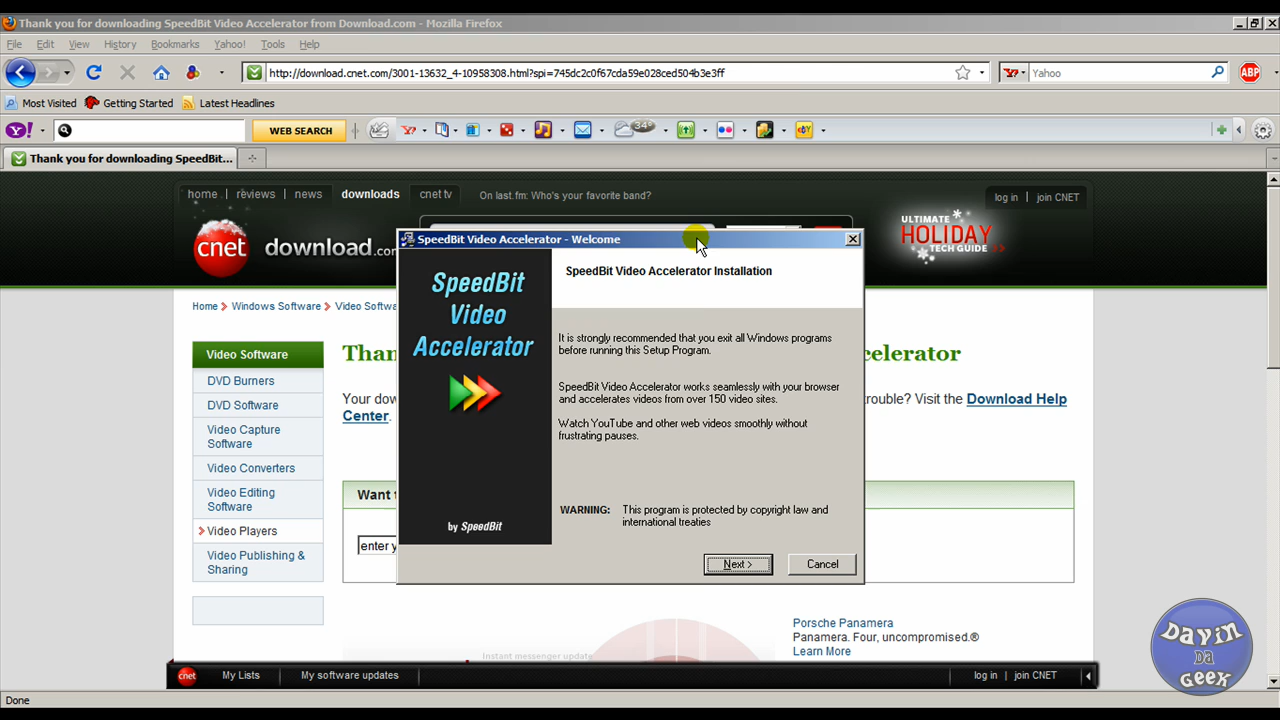 Thank you for downloading SpeedBit Video Accelerator from Download.com - Mozilla Firefox
File Edit View History Bookmarks Yahoo! Tools Help
http://download.cnet.com/3001-13632_4-10958308.html?spi=745dc2c0f67cda59e028ced504b3e3ff
Yahoo
ABP
Most Visited Getting Started Latest Headlines
Y! WEB SEARCH 34°
Thank you for downloading SpeedBit...
home | reviews | news downloads cnet tv On last.fm: Who's your favorite band? log in | join CNET
cnet download.co
ULTIMATE
HOLIDAY
TECH GUIDE
SpeedBit Video Accelerator - Welcome
SpeedBit
Video
Accelerator
by SpeedBit
SpeedBit Video Accelerator Installation
It is strongly recommended that you exit all Windows programs
before running this Setup Program.
SpeedBit Video Accelerator works seamlessly with your browser
and accelerates videos from over 150 video sites.
Watch YouTube and other web videos smoothly without
frustrating pauses.
WARNING: This program is protected by copyright law and
international treaties
Next > Cancel
Home > Windows Software > Video Softwa
Video Software
DVD Burners
DVD Software
Video Capture
Software
Video Converters
Video Editing
Software
Video Players
Video Publishing &
Sharing
Than celerator
Your dow trouble? Visit the Download Help
Center.
Want t
enter y
Instant messenger update
Porsche Panamera
Panamera. Four, uncompromised.®
Learn More
cnet My Lists My software updates log in | join CNET
Done
Dayin
Da
Geek